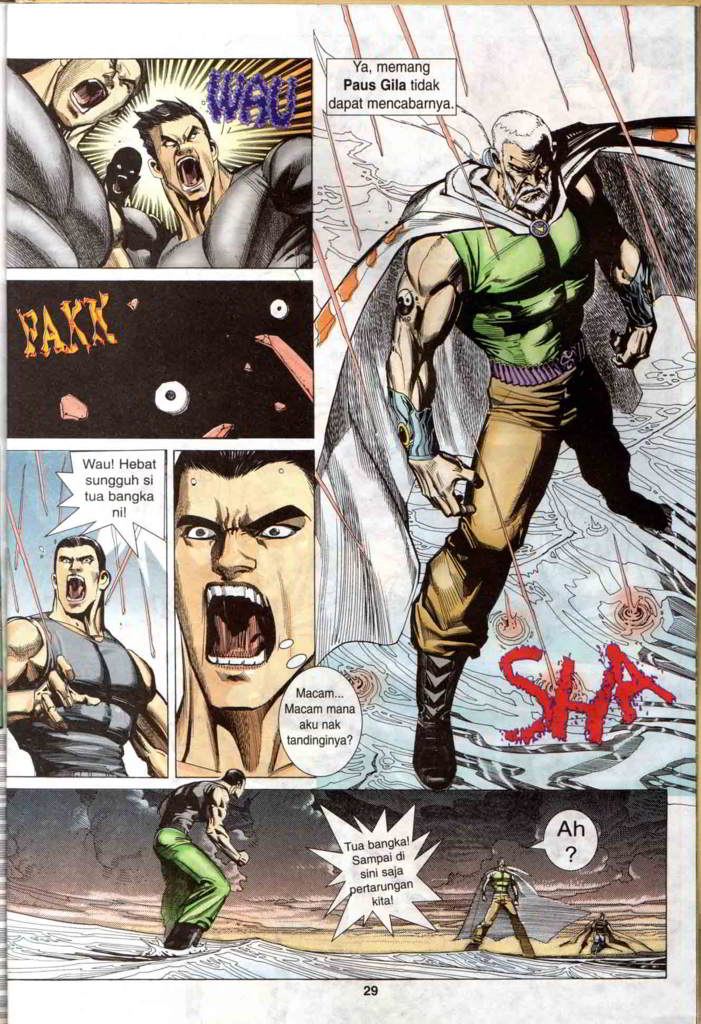 WAU
Ya, memang
Paus Gila tidak
dapat mencabarnya.
PAKK
Wau! Hebat
sungguh si
tua bangka
ni!
Macam...
Macam mana
aku nak
tandinginya?
SHA
Tua bangka!
Sampai di
sini saja
pertarungan
kita!
Ah
?
29